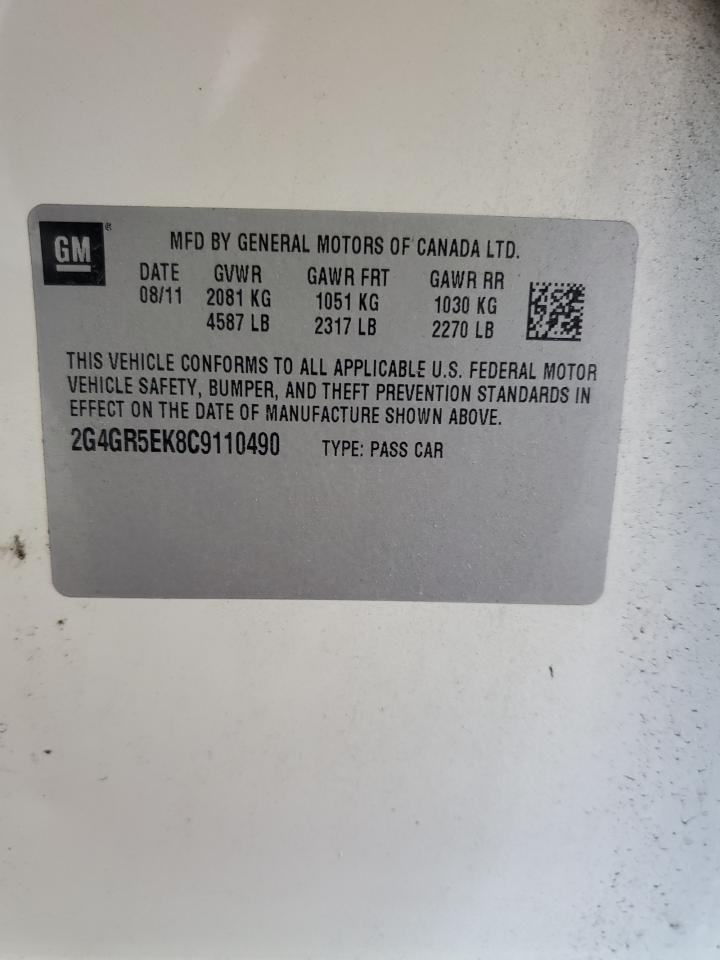 GM®
MFD BY GENERAL MOTORS OF CANADA LTD.
DATE GVWR GAWR FRT GAWR RR
08/11 2081 KG 1051 KG 1030 KG
4587 LB 2317 LB 2270 LB
THIS VEHICLE CONFORMS TO ALL APPLICABLE U.S. FEDERAL MOTOR
VEHICLE SAFETY, BUMPER, AND THEFT PREVENTION STANDARDS IN
EFFECT ON THE DATE OF MANUFACTURE SHOWN ABOVE.
2G4GR5EK8C9110490 TYPE: PASS CAR